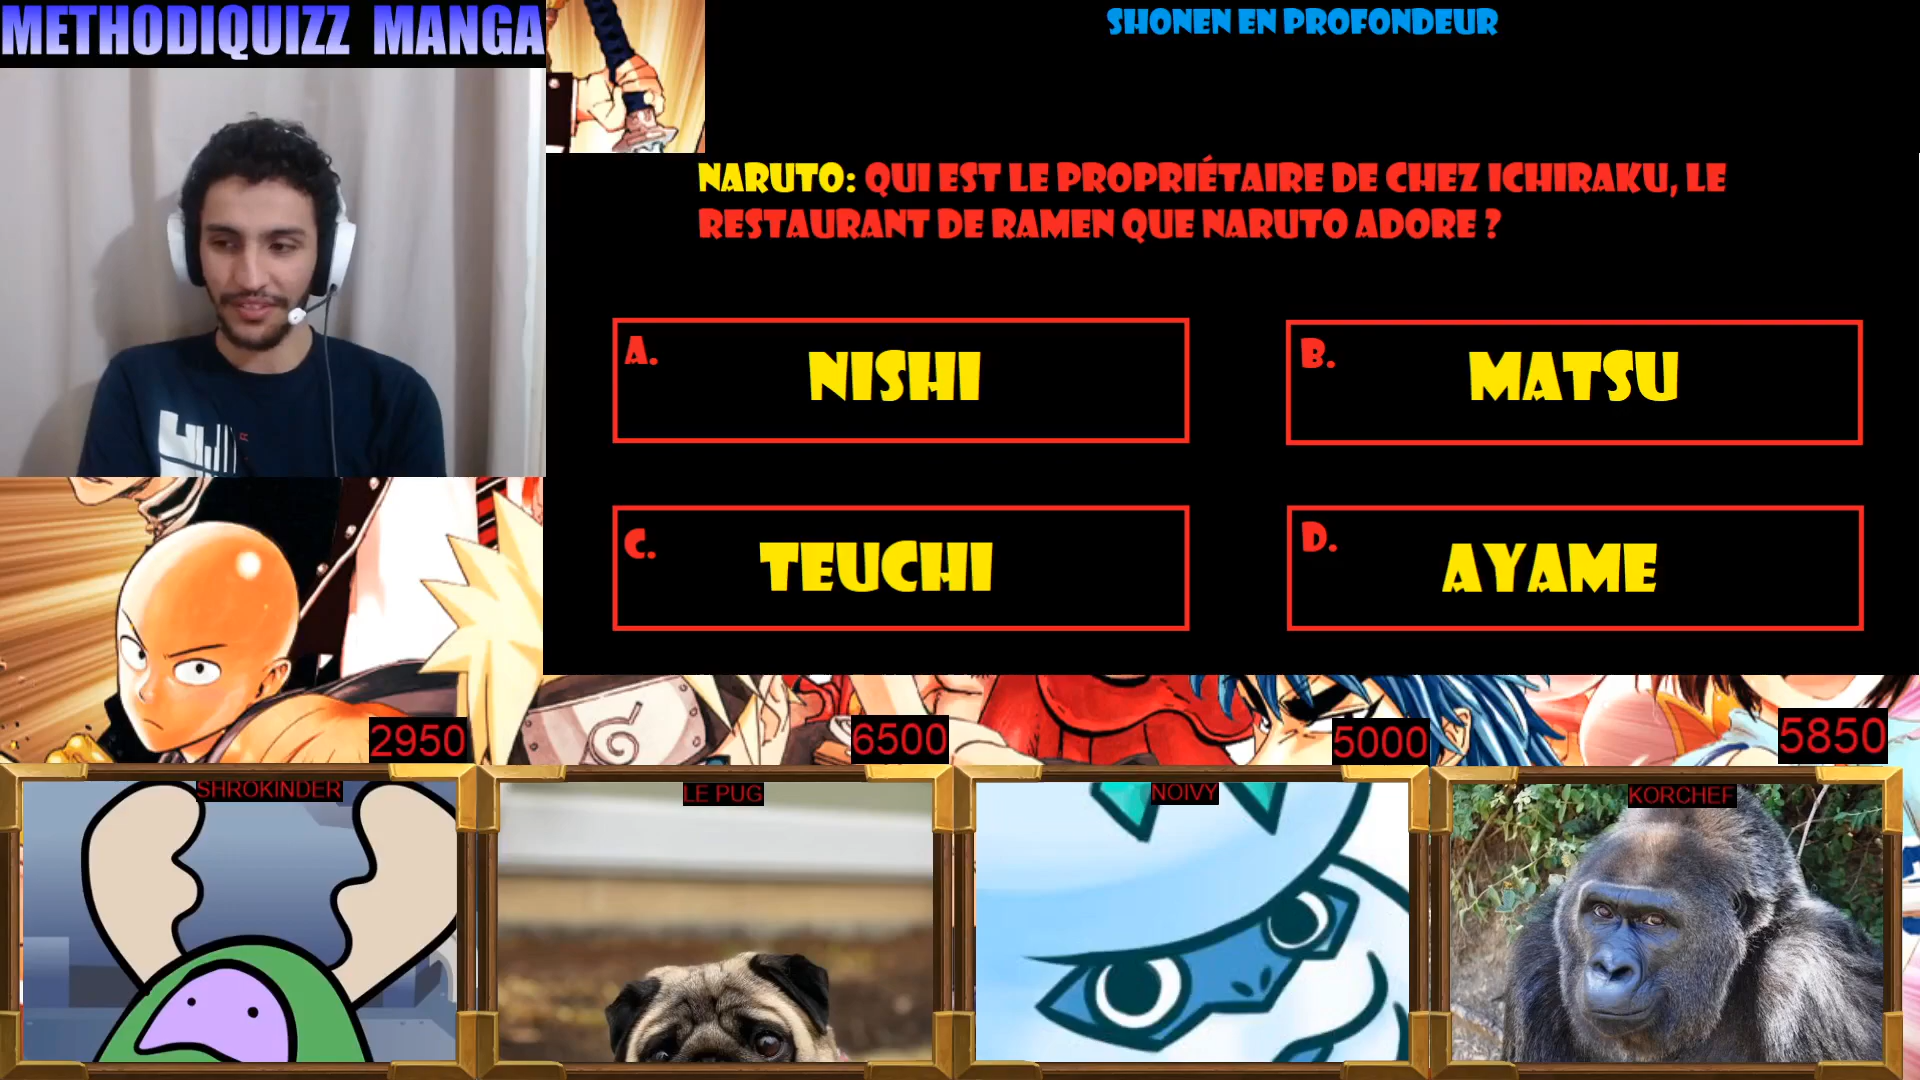 METHODIQUIZZ MANGA
SHONEN EN PROFONDEUR
NARUTO: QUI EST LE PROPRIÉTAIRE DE CHEZ ICHIRAKU, LE
RESTAURANT DE RAMEN QUE NARUTO ADORE ?
A. NISHI
B. MATSU
C. TEUCHI
D. AYAME
2950
6500
5000
5850
SHROKINDER
LE PUG
NOIVY
KORCHEF